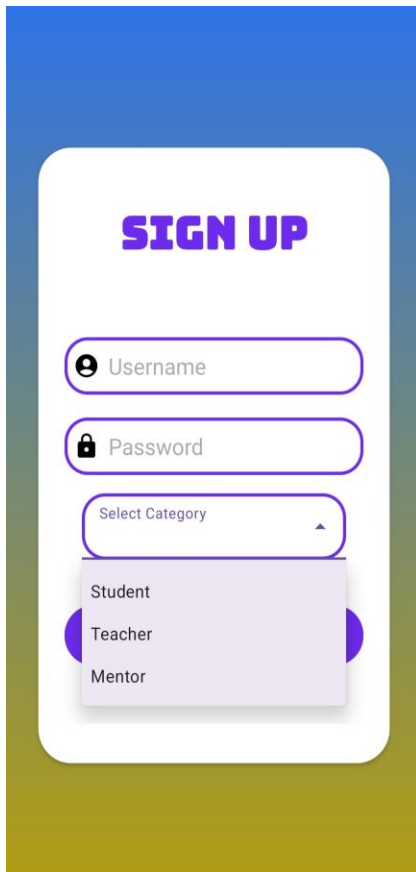 SIGN UP
Username
Password
Select Category
Student
Teacher
Mentor